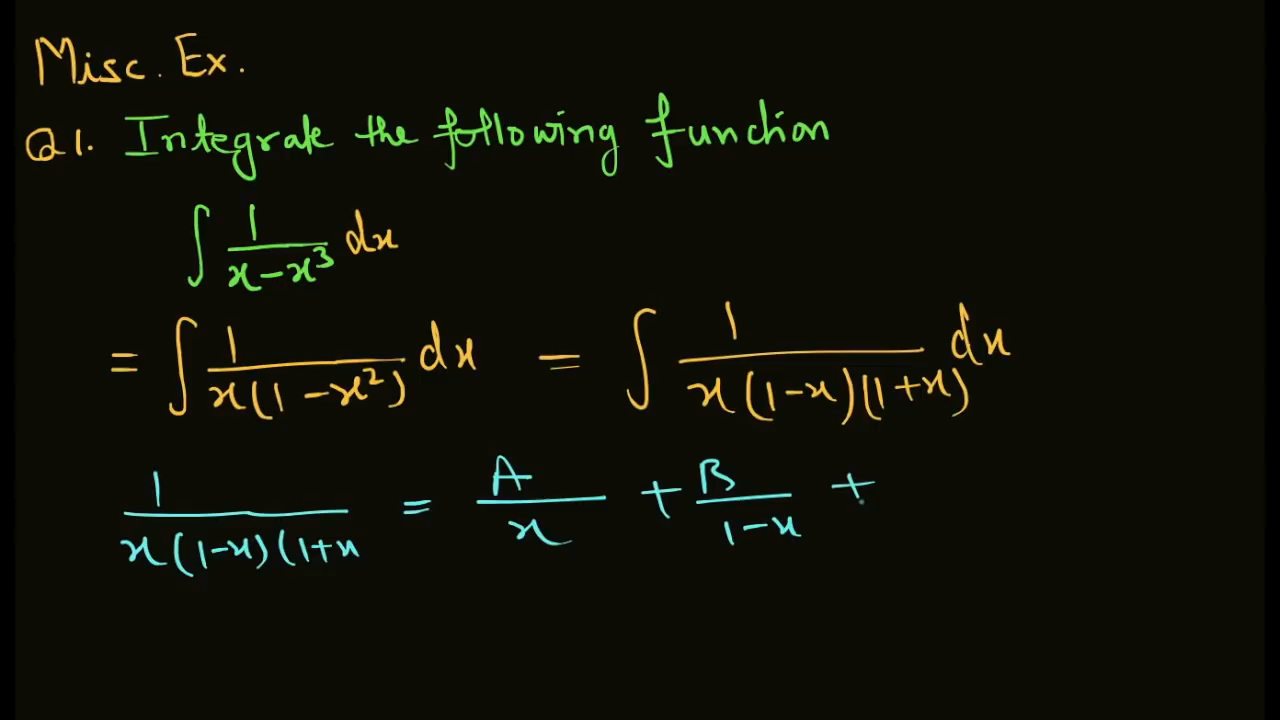 Misc. Ex.
Q1. Integrate the following function
∫ 1/(x-x³) dx
= ∫ 1/(x(1-x²)) dx = ∫ 1/(x(1-x)(1+x)) dx
1/(x(1-x)(1+x = A/x + B/(1-x) +